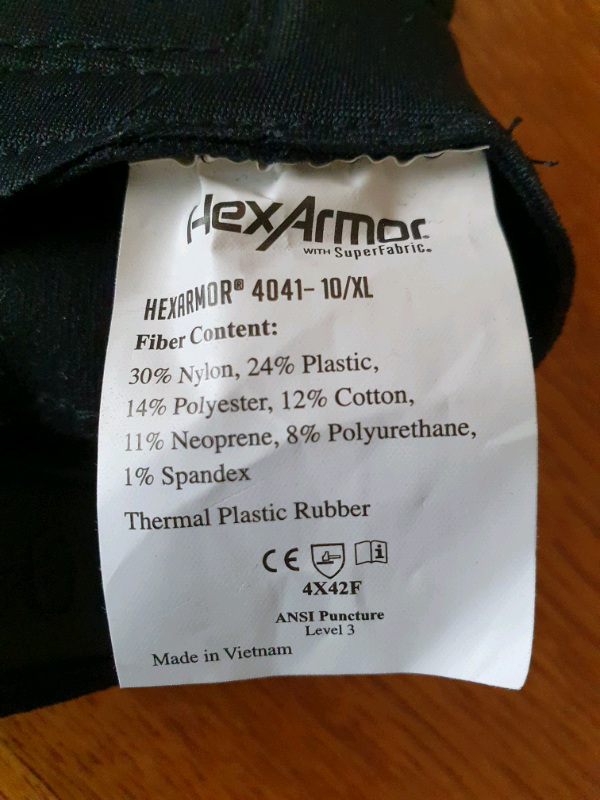 HexArmor
WITH SuperFabric®
HEXARMOR® 4041- 10/XL
Fiber Content:
30% Nylon, 24% Plastic,
14% Polyester, 12% Cotton,
11% Neoprene, 8% Polyurethane,
1% Spandex
Thermal Plastic Rubber
CE
4X42F
ANSI Puncture
Level 3
Made in Vietnam